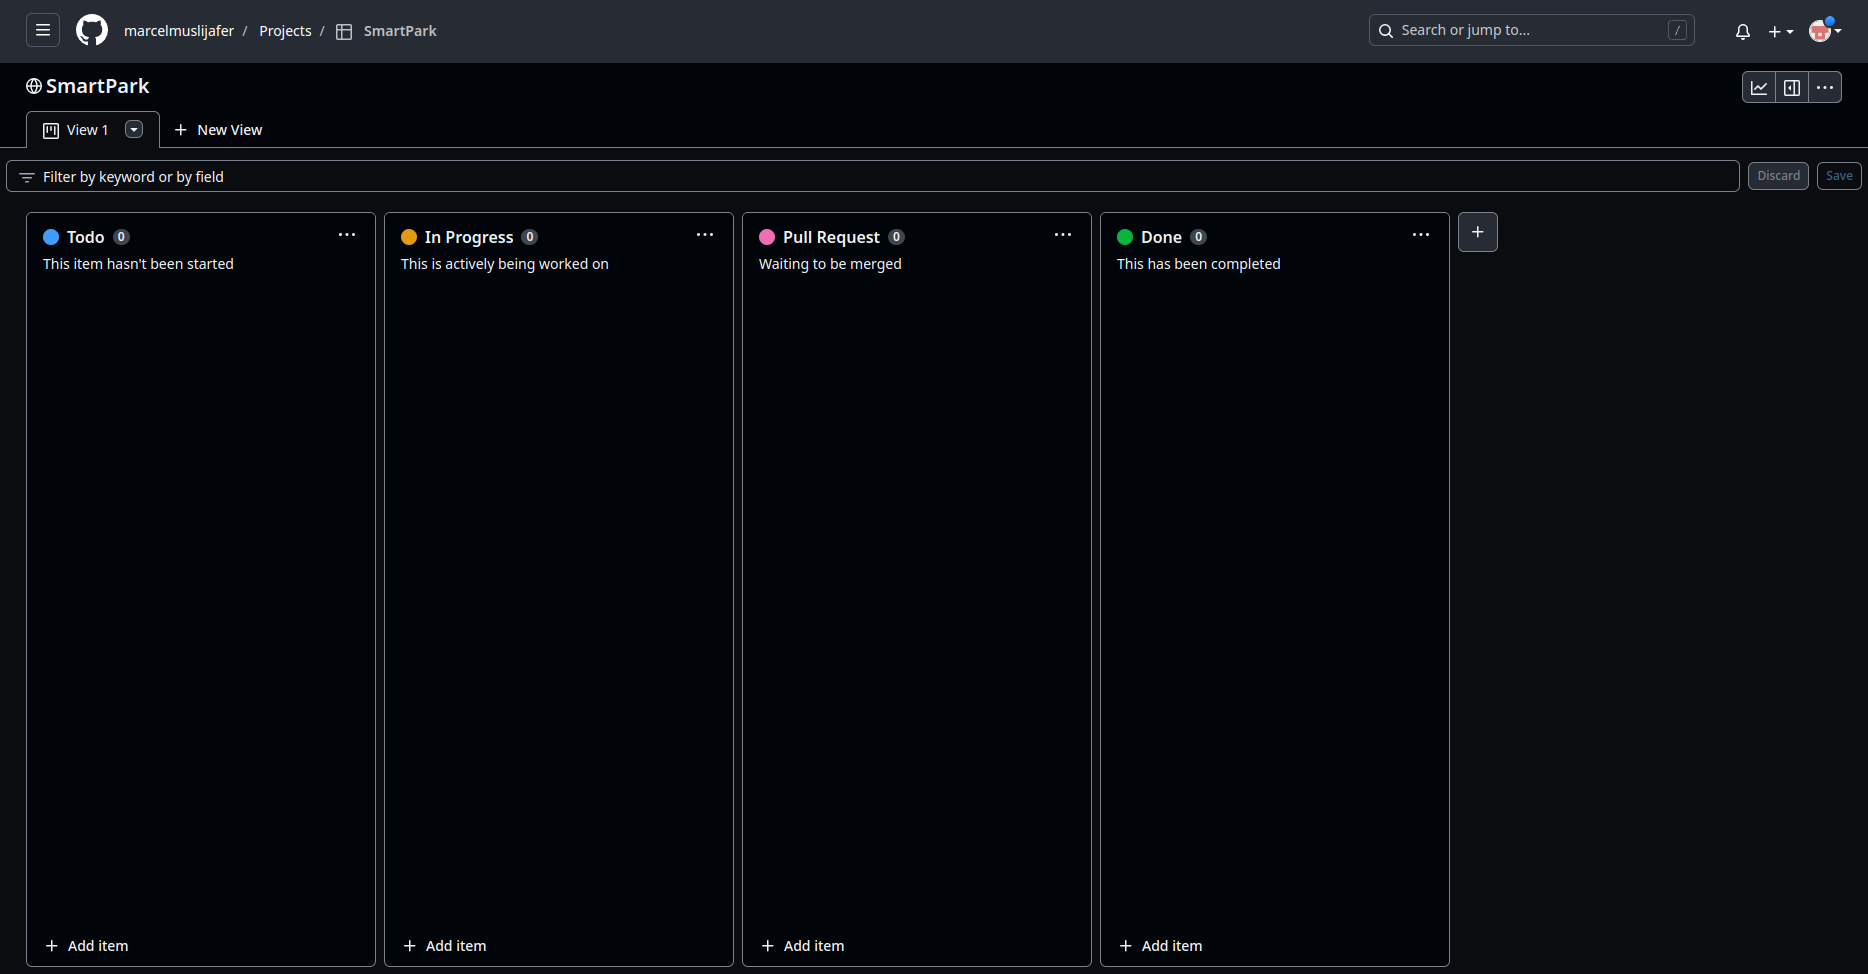 marcelmuslijafer / Projects / SmartPark
Search or jump to... /
SmartPark
View 1 New View
Filter by keyword or by field Discard Save
Todo 0
This item hasn't been started
Add item
In Progress 0
This is actively being worked on
Add item
Pull Request 0
Waiting to be merged
Add item
Done 0
This has been completed
Add item